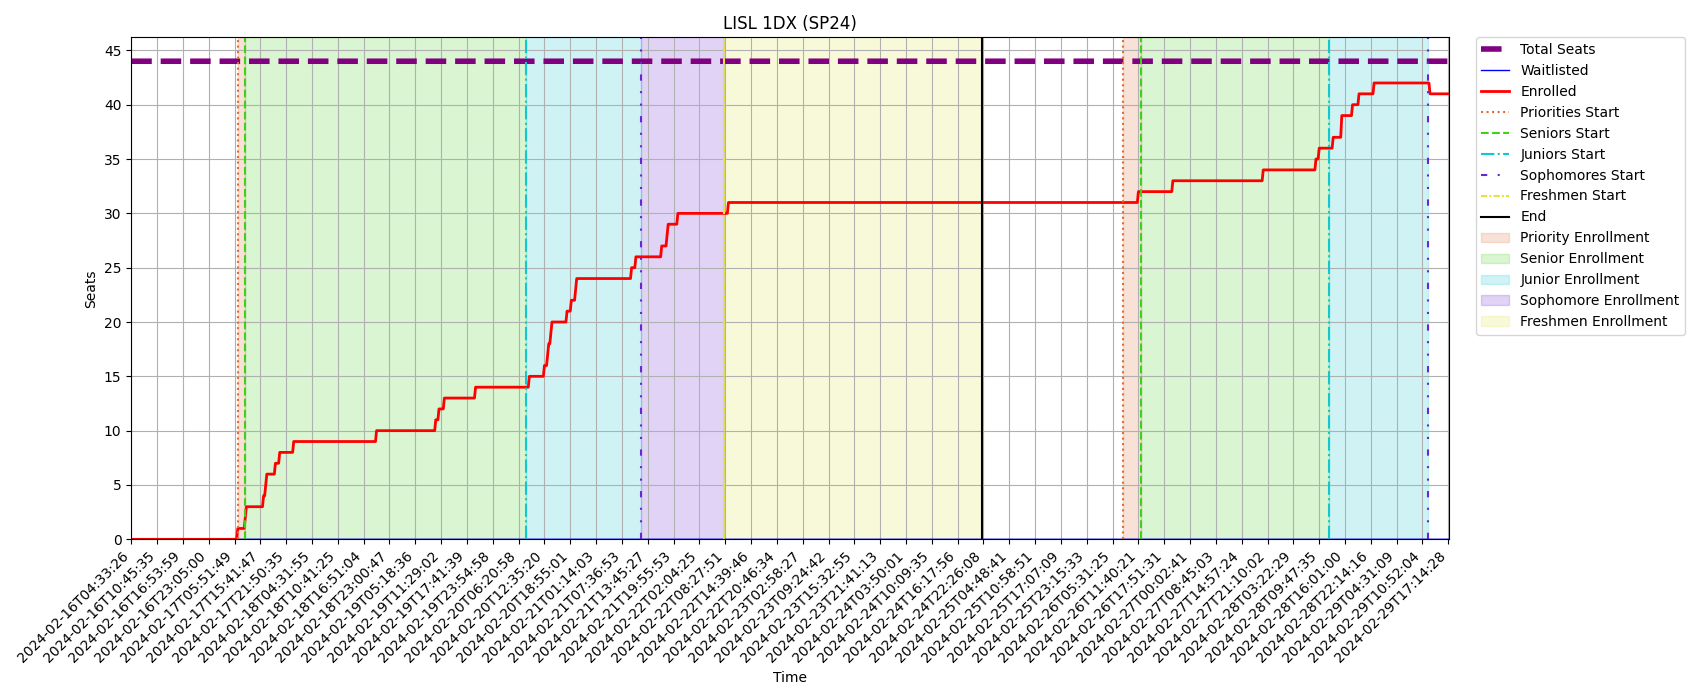 LISL 1DX (SP24)
Seats
45
40
35
30
25
20
15
10
5
0
2024-02-16T04:33:26
2024-02-16T10:45:35
2024-02-16T16:53:59
2024-02-16T23:05:00
2024-02-17T05:51:49
2024-02-17T15:41:47
2024-02-17T21:50:35
2024-02-18T04:31:55
2024-02-18T10:41:25
2024-02-18T16:51:04
2024-02-18T23:00:47
2024-02-19T05:18:36
2024-02-19T11:29:02
2024-02-19T17:41:39
2024-02-19T23:54:58
2024-02-20T06:20:58
2024-02-20T12:35:20
2024-02-20T18:55:01
2024-02-21T01:14:03
2024-02-21T07:36:53
2024-02-21T13:45:27
2024-02-21T19:55:53
2024-02-22T02:04:25
2024-02-22T08:27:51
2024-02-22T14:39:46
2024-02-22T20:46:34
2024-02-23T02:58:27
2024-02-23T09:24:42
2024-02-23T15:32:55
2024-02-23T21:41:13
2024-02-24T03:50:01
2024-02-24T10:09:35
2024-02-24T16:17:56
2024-02-24T22:26:08
2024-02-25T04:48:41
2024-02-25T10:58:51
2024-02-25T17:07:09
2024-02-25T23:15:33
2024-02-26T05:31:25
2024-02-26T11:40:21
2024-02-26T17:51:31
2024-02-27T00:02:41
2024-02-27T08:45:03
2024-02-27T14:57:24
2024-02-27T21:10:02
2024-02-28T03:22:29
2024-02-28T09:47:35
2024-02-28T16:01:00
2024-02-28T22:14:16
2024-02-29T04:31:09
2024-02-29T10:52:04
2024-02-29T17:14:28
Time
Total Seats
Waitlisted
Enrolled
Priorities Start
Seniors Start
Juniors Start
Sophomores Start
Freshmen Start
End
Priority Enrollment
Senior Enrollment
Junior Enrollment
Sophomore Enrollment
Freshmen Enrollment